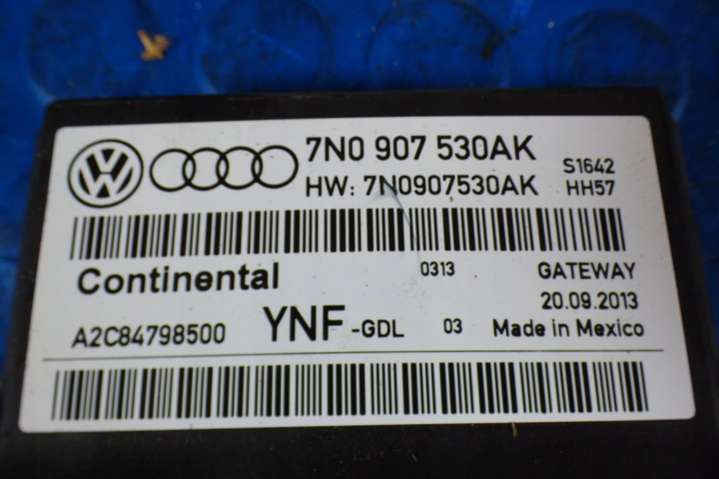 VW 7N0 907 530AK S1642
HW: 7N0907530AK HH57
Continental 0313 GATEWAY
20.09.2013
A2C84798500 YNF-GDL 03 Made in Mexico